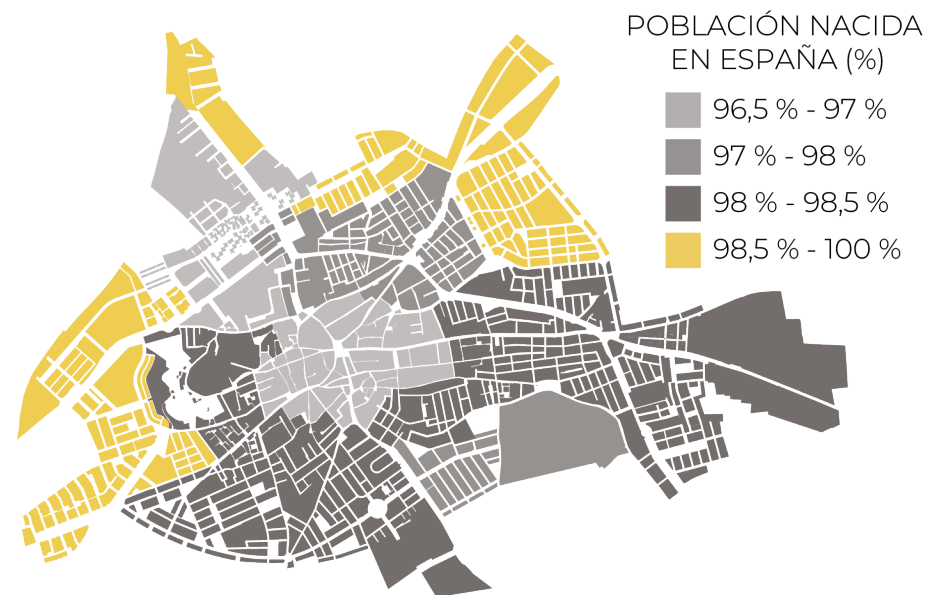 POBLACIÓN NACIDA
EN ESPAÑA (%)
96,5 % - 97 %
97 % - 98 %
98 % - 98,5 %
98,5 % - 100 %